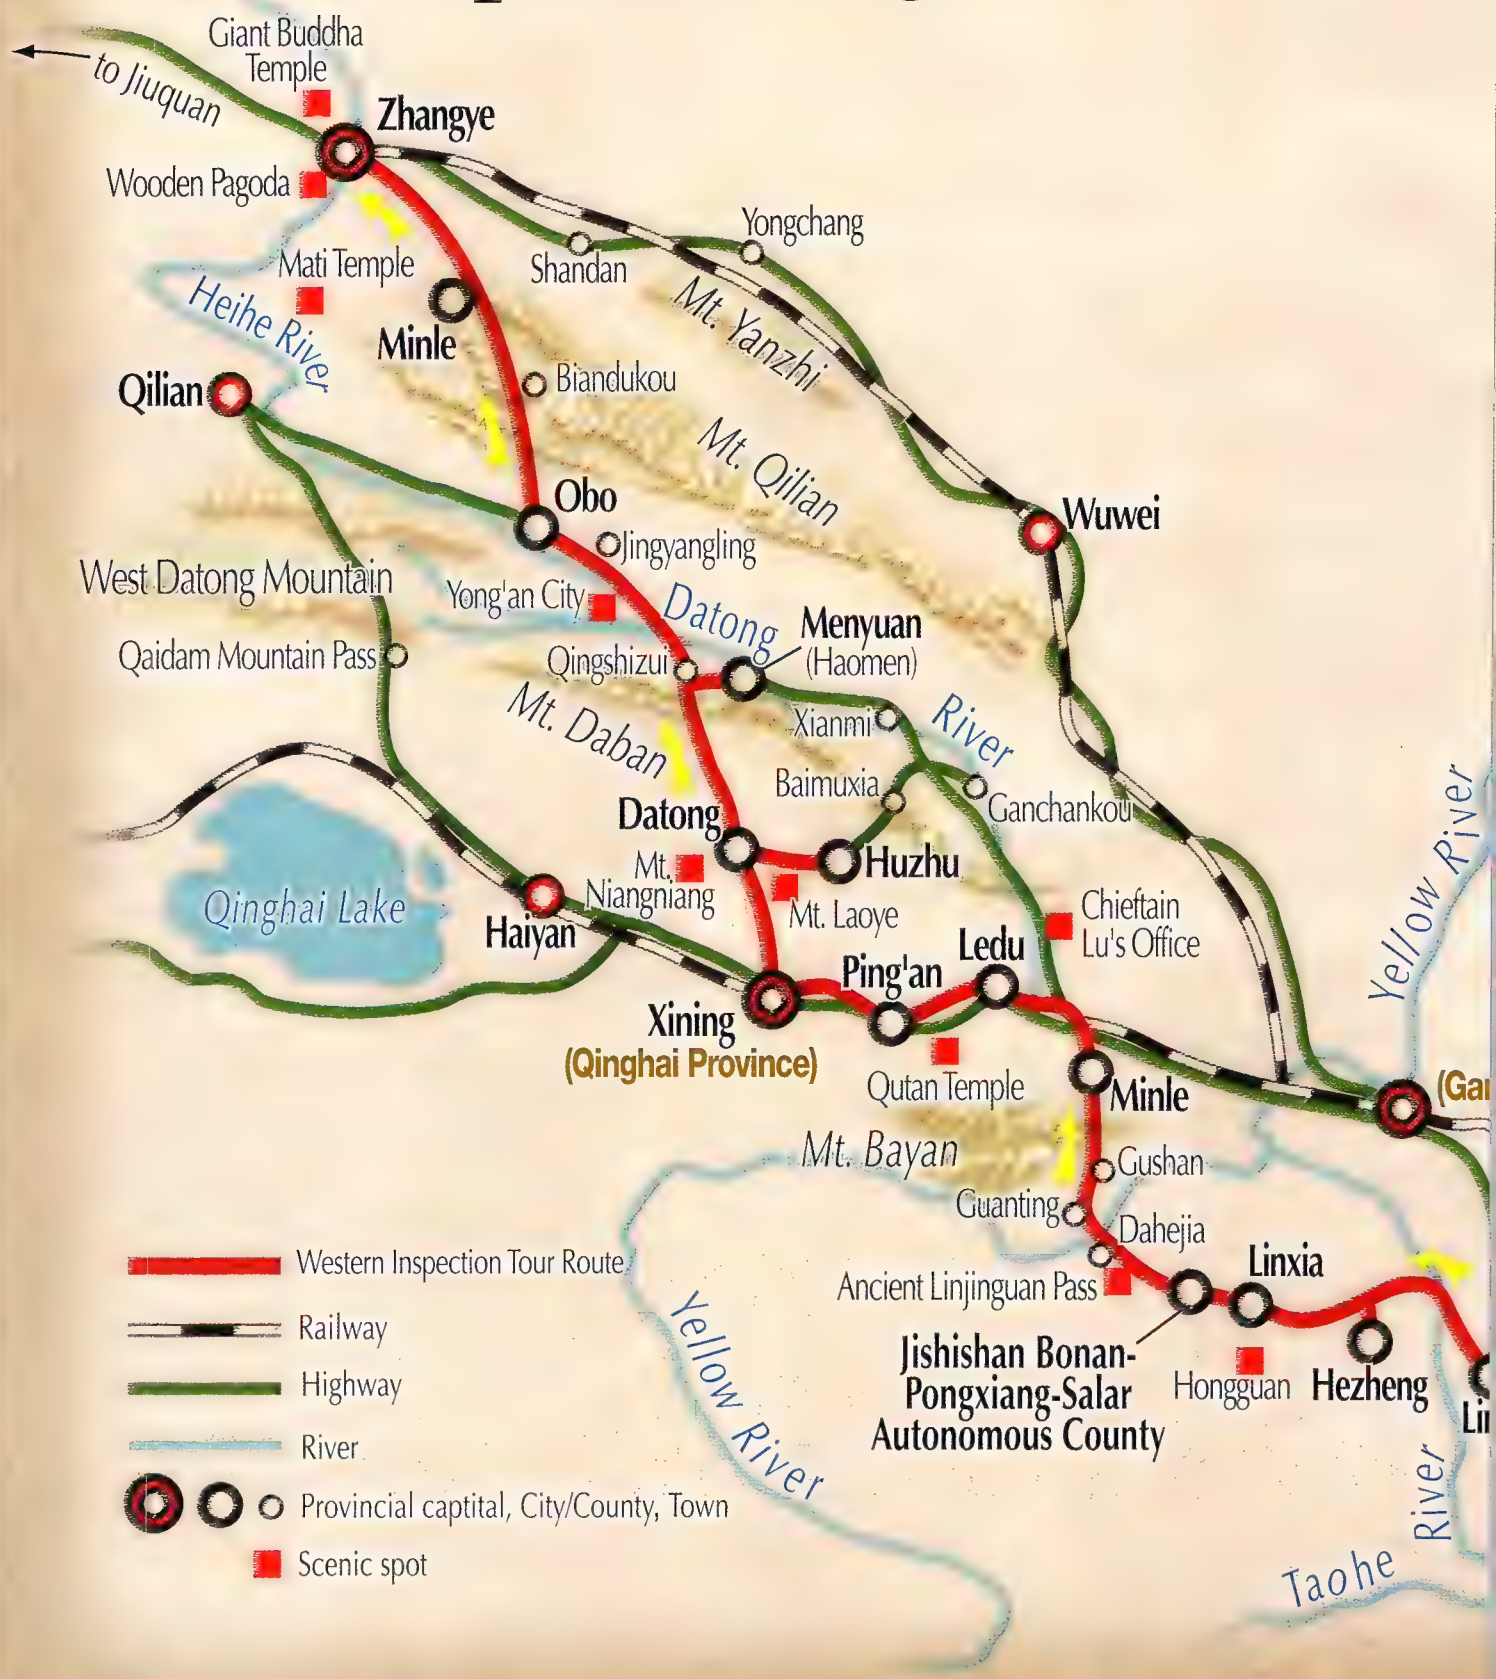 Giant Buddha
Temple
to Jiuquan
Zhangye
Wooden Pagoda
Yongchang
Mati Temple
Shandan
Heihe River
Mt. Yanzhi
Minle
Biandukou
Qilian
Mt. Qilian
Obo
Wuwei
Jingyangling
West Datong Mountain
Yong'an City
Datong
Menyuan
(Haomen)
Qaidam Mountain Pass
Qingshizui
Mt. Daban
Xianmi
River
Baimuxia
Ganchankou
Datong
Huzhu
Mt.
Niangniang
Mt. Laoye
Qinghai Lake
Haiyan
Chieftain
Lu's Office
Yellow River
Ledu
Ping'an
Xining
(Qinghai Province)
Qutan Temple
Minle
(Gan
Mt. Bayan
Gushan
Guanting
Dahejia
Linxia
Ancient Linjinguan Pass
Jishishan Bonan-
Pongxiang-Salar
Autonomous County
Hongguan
Hezheng
Lin
Yellow River
Taohe River
Western Inspection Tour Route
Railway
Highway
River
Provincial captital, City/County, Town
Scenic spot